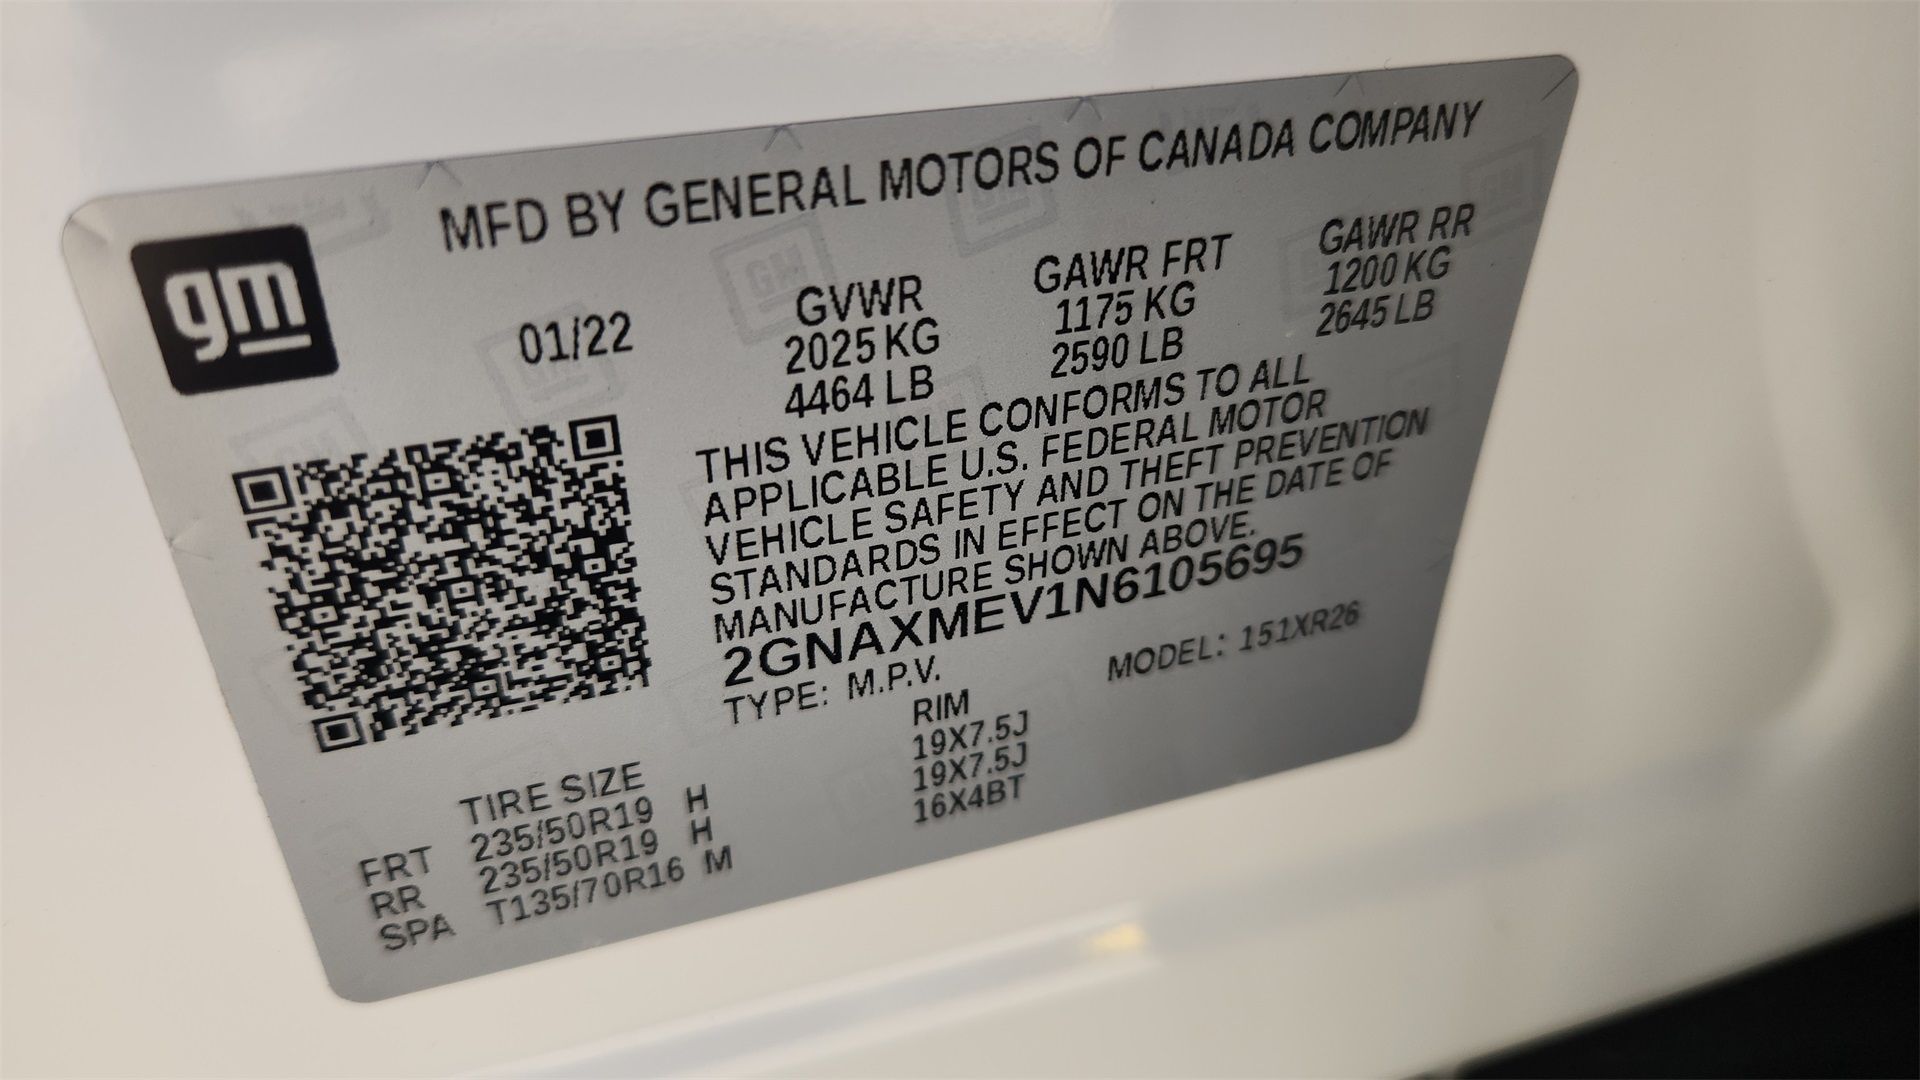 MFD BY GENERAL MOTORS OF CANADA COMPANY
gm
01/22
GVWR
2025 KG
4464 LB
GAWR FRT
1175 KG
2590 LB
GAWR RR
1200 KG
2645 LB
THIS VEHICLE CONFORMS TO ALL
APPLICABLE U.S. FEDERAL MOTOR
VEHICLE SAFETY AND THEFT PREVENTION
STANDARDS IN EFFECT ON THE DATE OF
MANUFACTURE SHOWN ABOVE.
2GNAXMEV1N6105695
TYPE: M.P.V. MODEL: 151XR26
TIRE SIZE RIM
FRT 235/50R19 H 19X7.5J
RR 235/50R19 H 19X7.5J
SPA T135/70R16 M 16X4BT